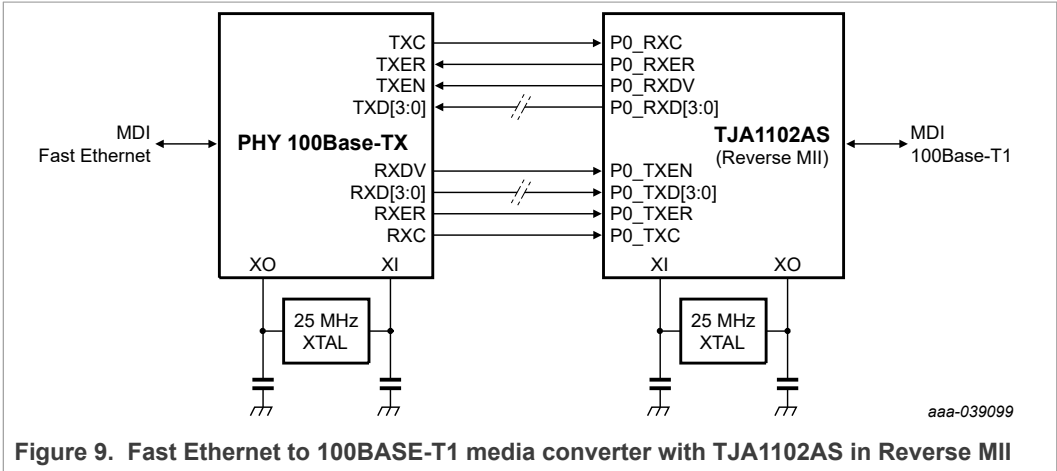 TXC
TXER
TXEN
TXD[3:0]
P0_RXC
P0_RXER
P0_RXDV
P0_RXD[3:0]
MDI
Fast Ethernet
PHY 100Base-TX
TJA1102AS
(Reverse MII)
MDI
100Base-T1
RXDV
RXD[3:0]
RXER
RXC
P0_TXEN
P0_TXD[3:0]
P0_TXER
P0_TXC
XO
XI
XI
XO
25 MHz
XTAL
25 MHz
XTAL
aaa-039099
Figure 9. Fast Ethernet to 100BASE-T1 media converter with TJA1102AS in Reverse MII